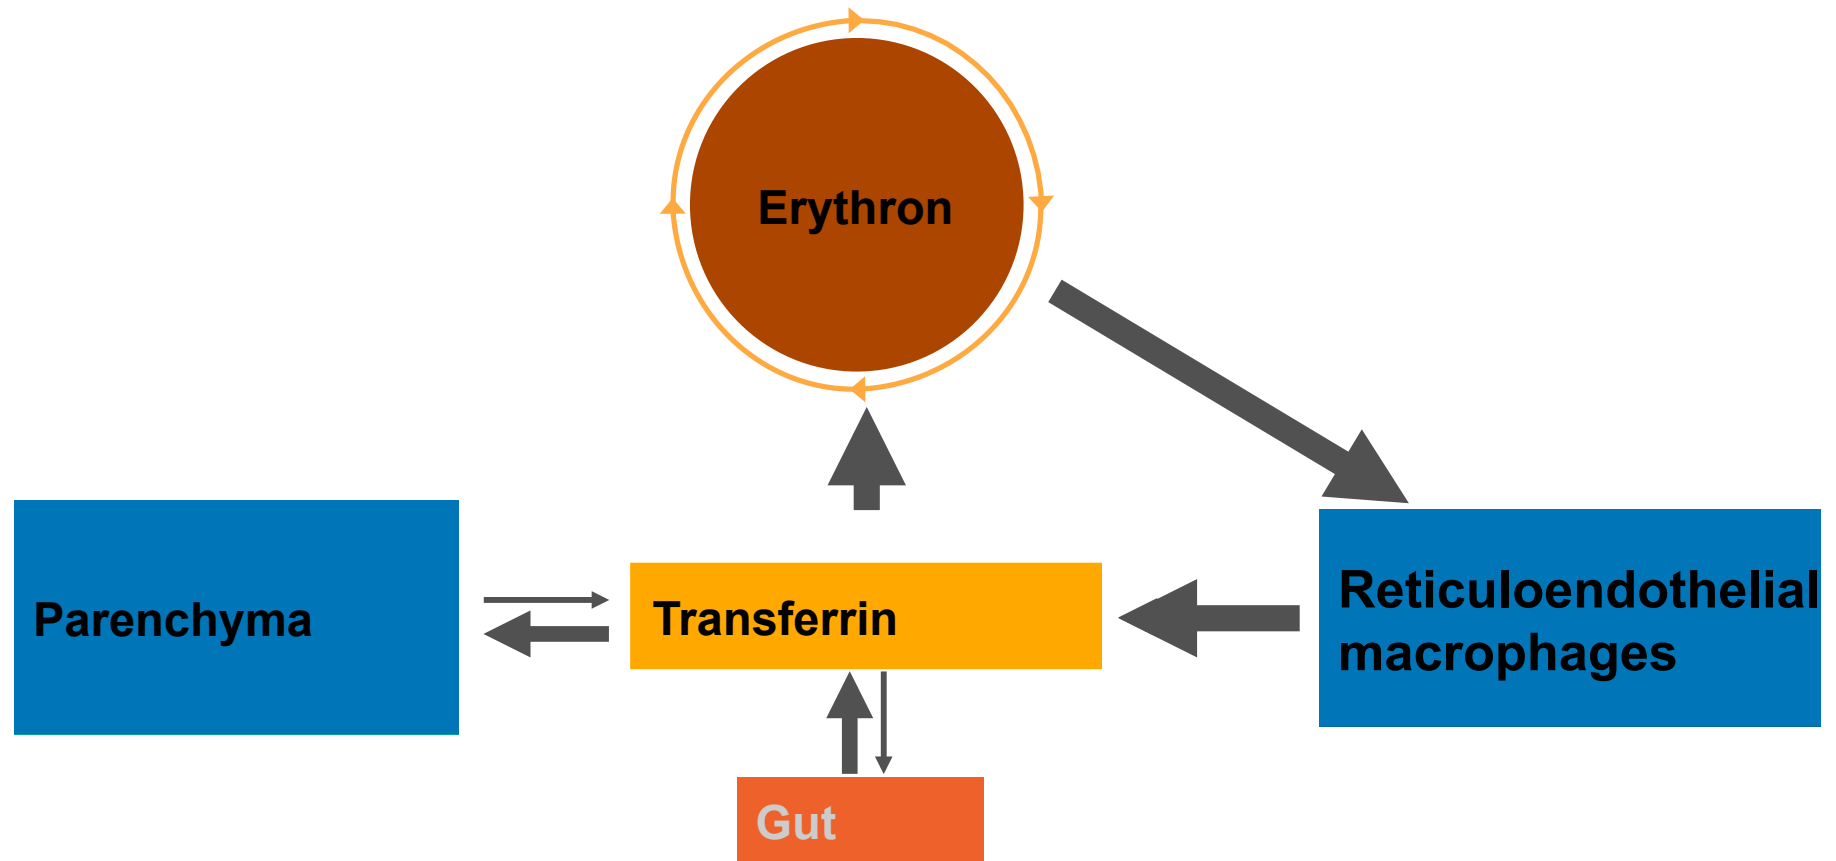 Erythron
Parenchyma
Transferrin
Reticuloendothelial
macrophages
Gut